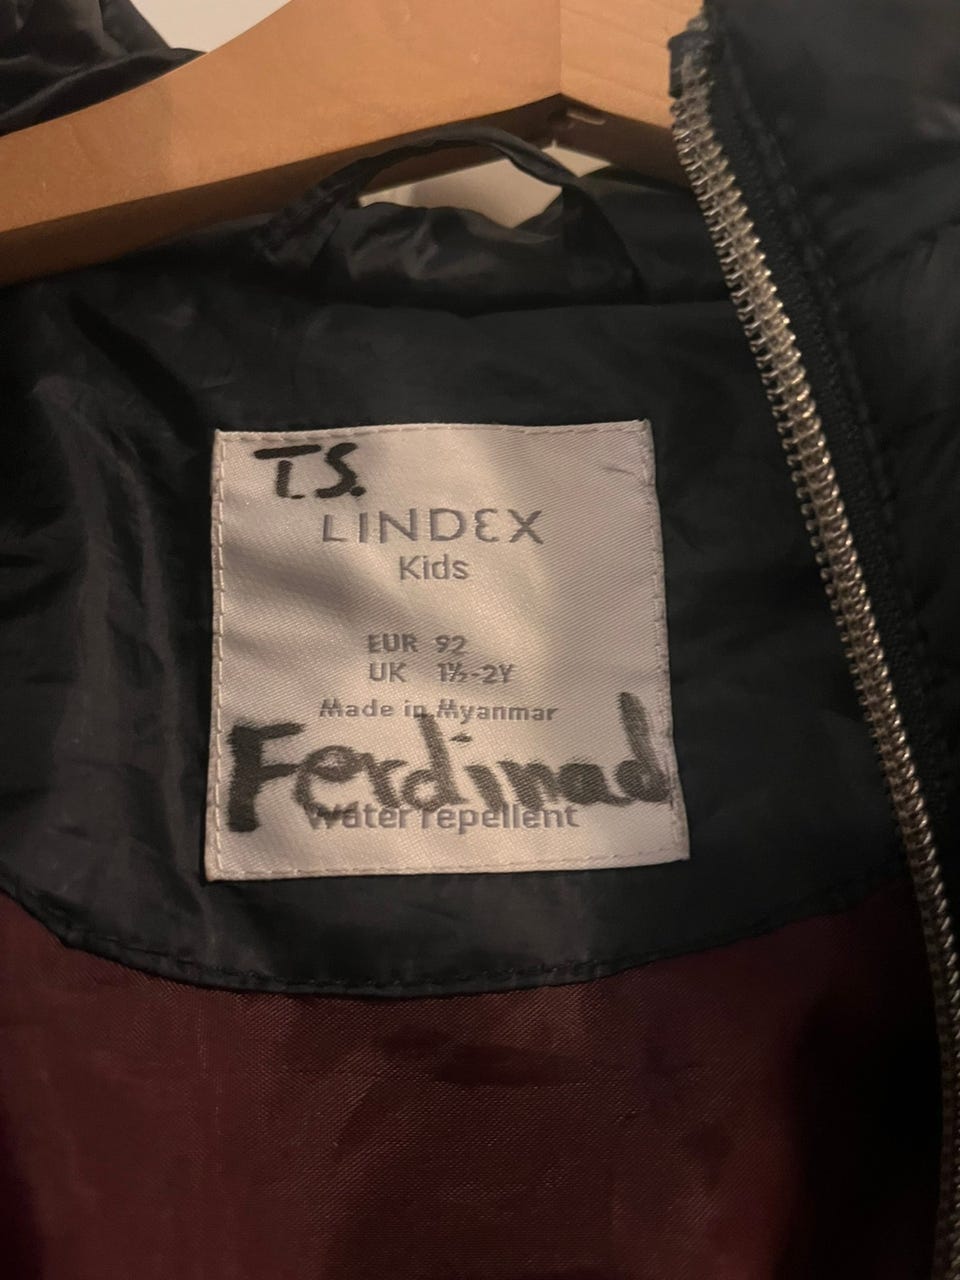 T.S.
LINDEX
Kids
EUR 92
UK 1½-2Y
Made in Myanmar
Ferdinad
Water repellent